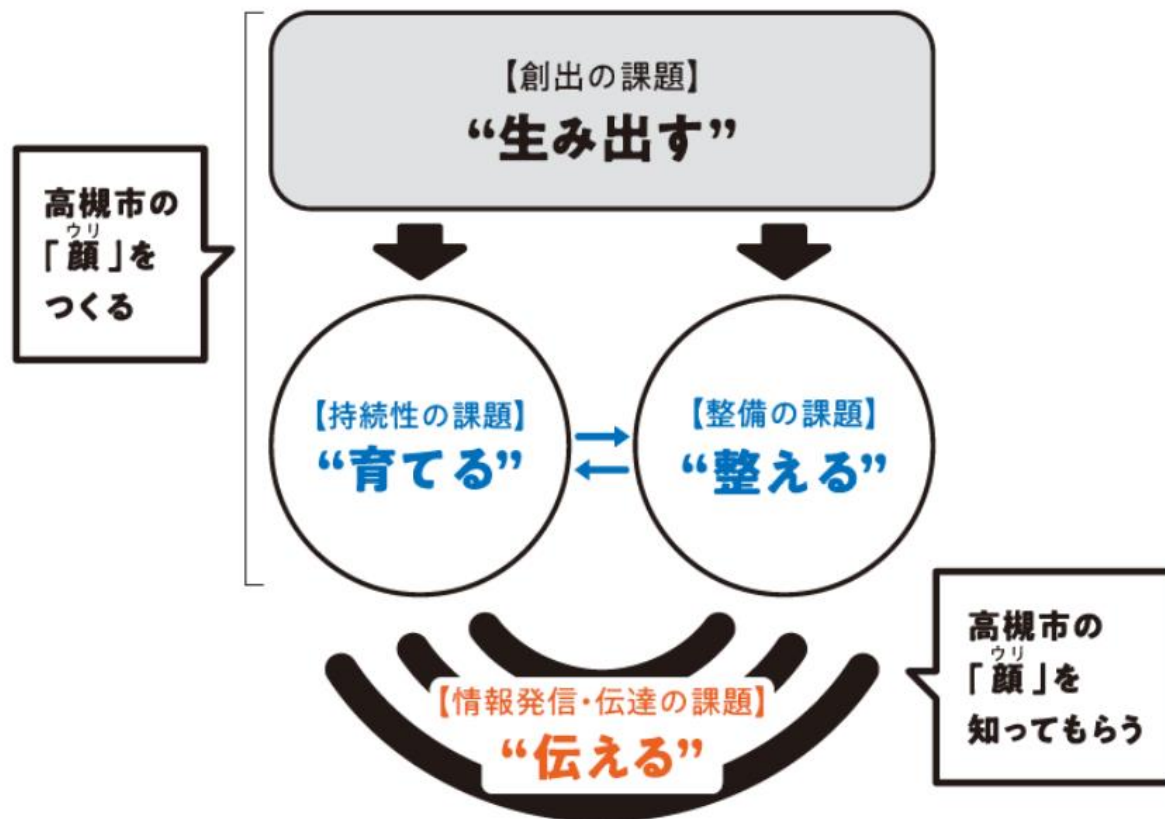 【創出の課題】
“生み出す”
高槻市の
「顔」を
ウリ
つくる
【持続性の課題】
“育てる”
【整備の課題】
“整える”
【情報発信・伝達の課題】
“伝える”
高槻市の
「顔」を
ウリ
知ってもらう